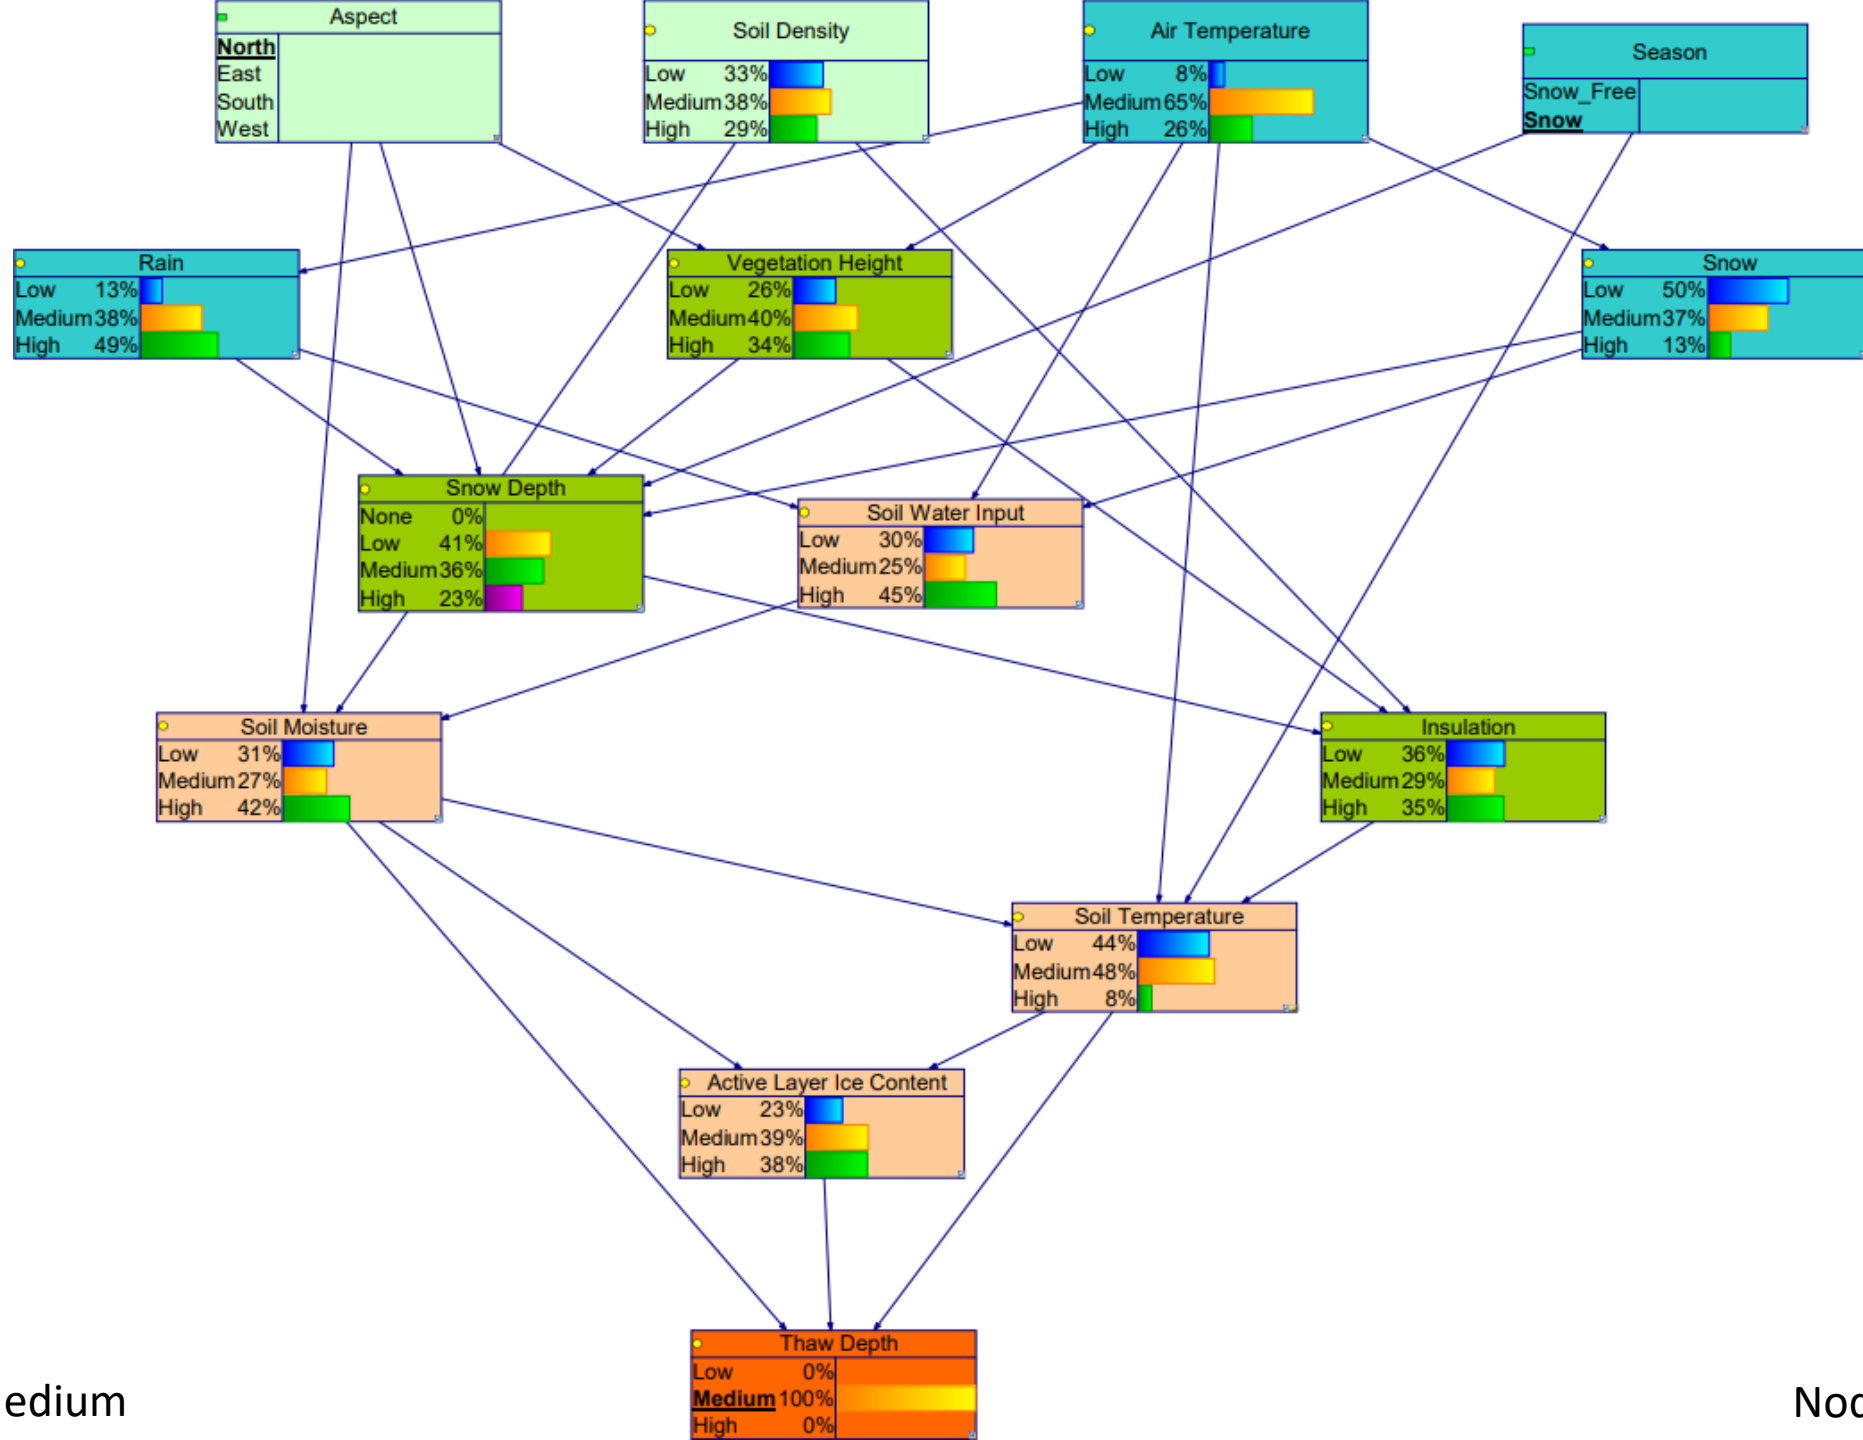 Aspect
North
East
South
West
Soil Density
Low 33%
Medium 38%
High 29%
Air Temperature
Low 8%
Medium 65%
High 26%
Season
Snow_Free
Snow
Rain
Low 13%
Medium 38%
High 49%
Vegetation Height
Low 26%
Medium 40%
High 34%
Snow
Low 50%
Medium 37%
High 13%
Snow Depth
None 0%
Low 41%
Medium 36%
High 23%
Soil Water Input
Low 30%
Medium 25%
High 45%
Soil Moisture
Low 31%
Medium 27%
High 42%
Insulation
Low 36%
Medium 29%
High 35%
Soil Temperature
Low 44%
Medium 48%
High 8%
Active Layer Ice Content
Low 23%
Medium 39%
High 38%
Thaw Depth
Low 0%
Medium 100%
High 0%
edium